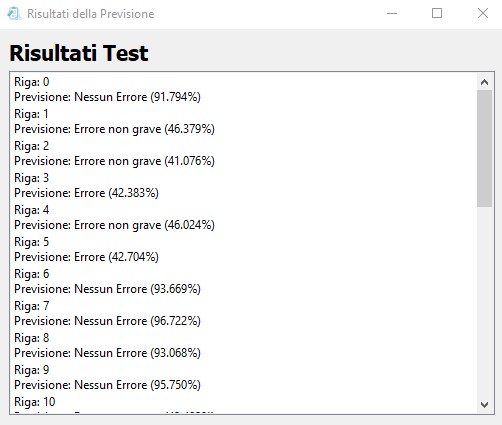 Risultati della Previsione
Risultati Test
Riga: 0
Previsione: Nessun Errore (91.794%)
Riga: 1
Previsione: Errore non grave (46.379%)
Riga: 2
Previsione: Errore non grave (41.076%)
Riga: 3
Previsione: Errore (42.383%)
Riga: 4
Previsione: Errore non grave (46.024%)
Riga: 5
Previsione: Errore (42.704%)
Riga: 6
Previsione: Nessun Errore (93.669%)
Riga: 7
Previsione: Nessun Errore (96.722%)
Riga: 8
Previsione: Nessun Errore (93.068%)
Riga: 9
Previsione: Nessun Errore (95.750%)
Riga: 10